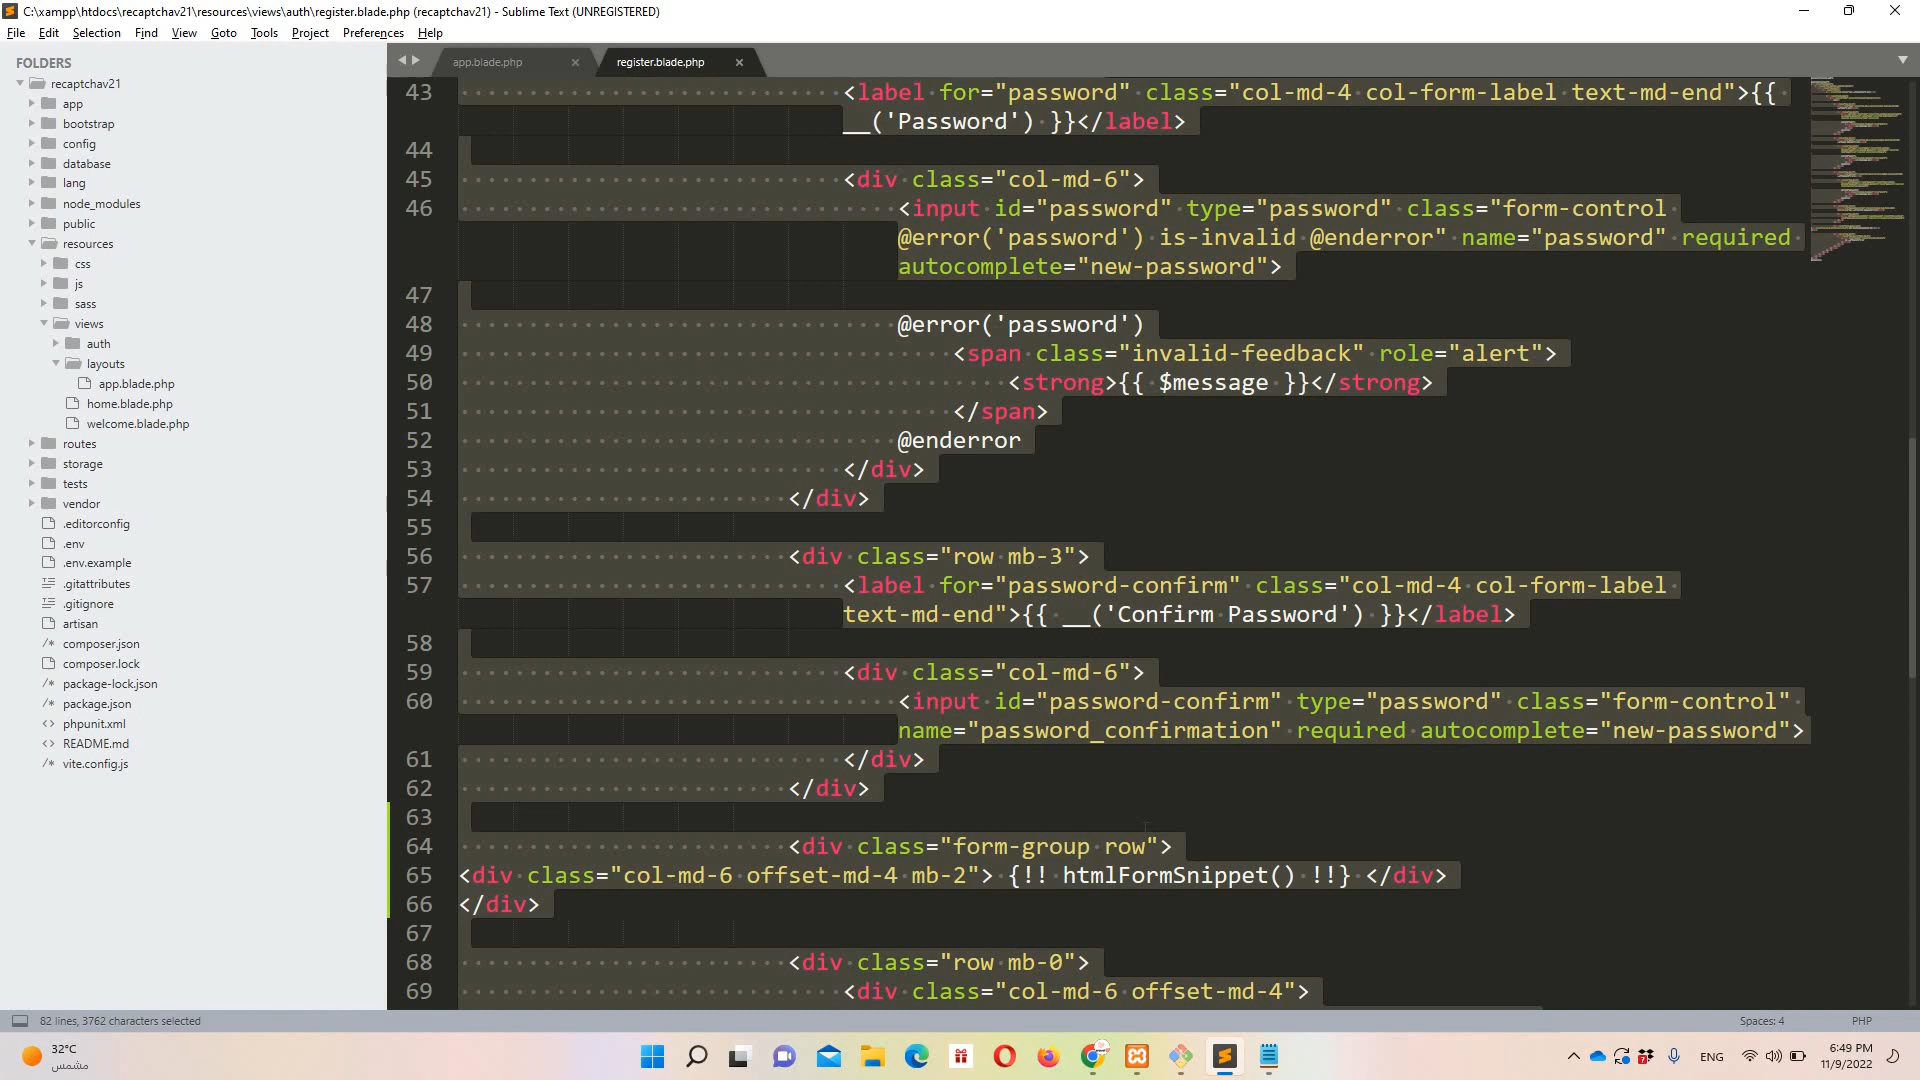 C:\xampp\htdocs\recaptchav21\resources\views\auth\register.blade.php (recaptchav21) - Sublime Text (UNREGISTERED)
File Edit Selection Find View Goto Tools Project Preferences Help
FOLDERS
recaptchav21
app
bootstrap
config
database
lang
node_modules
public
resources
css
js
sass
views
auth
layouts
app.blade.php
home.blade.php
welcome.blade.php
routes
storage
tests
vendor
.editorconfig
.env
.env.example
.gitattributes
.gitignore
artisan
composer.json
composer.lock
package-lock.json
package.json
phpunit.xml
README.md
vite.config.js
app.blade.php × register.blade.php ×
43 <label for="password" class="col-md-4 col-form-label text-md-end">{{
__('Password') }}</label>
44
45 <div class="col-md-6">
46 <input id="password" type="password" class="form-control
@error('password') is-invalid @enderror" name="password" required
autocomplete="new-password">
47
48 @error('password')
49 <span class="invalid-feedback" role="alert">
50 <strong>{{ $message }}</strong>
51 </span>
52 @enderror
53 </div>
54 </div>
55
56 <div class="row mb-3">
57 <label for="password-confirm" class="col-md-4 col-form-label
text-md-end">{{ __('Confirm Password') }}</label>
58
59 <div class="col-md-6">
60 <input id="password-confirm" type="password" class="form-control"
name="password_confirmation" required autocomplete="new-password">
61 </div>
62 </div>
63
64 <div class="form-group row">
65 <div class="col-md-6 offset-md-4 mb-2"> {!! htmlFormSnippet() !!} </div>
66 </div>
67
68 <div class="row mb-0">
69 <div class="col-md-6 offset-md-4">
82 lines, 3762 characters selected
Spaces: 4 PHP
32°C
مشمس
ENG
6:49 PM
11/9/2022